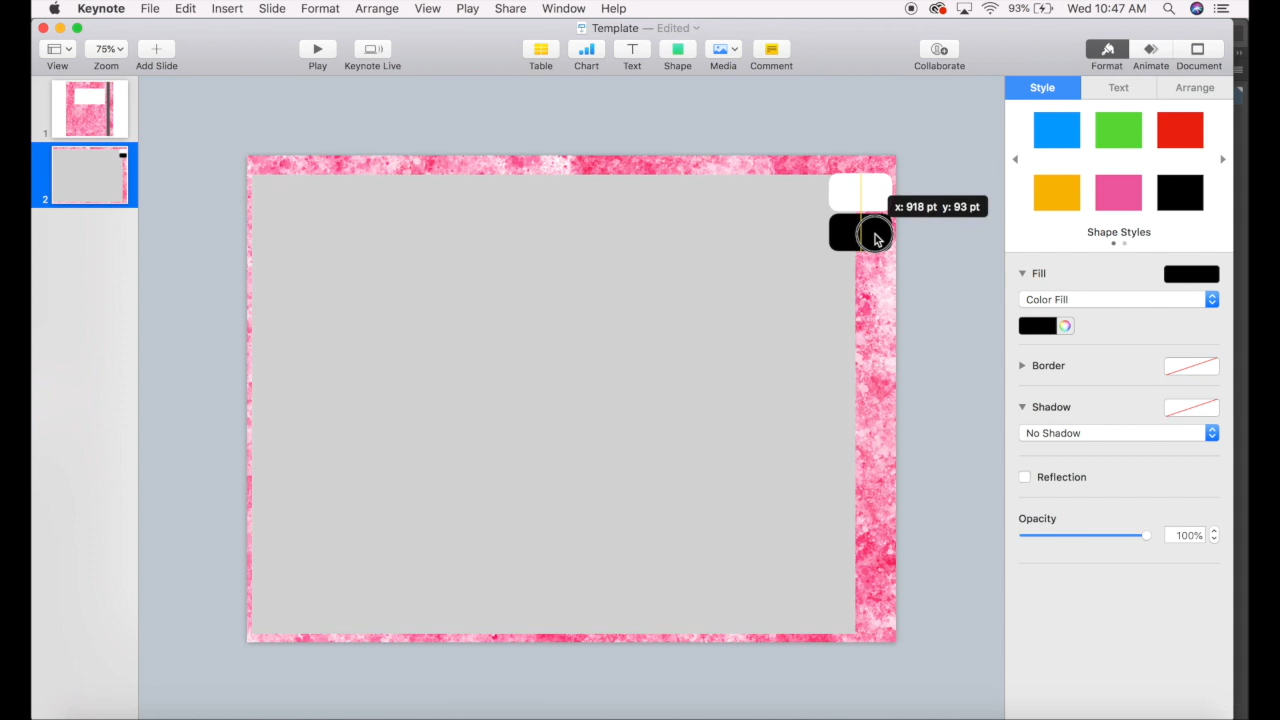 Keynote File Edit Insert Slide Format Arrange View Play Share Window Help 93% Wed 10:47 AM
Template — Edited
75%
View Zoom Add Slide Play Keynote Live Table Chart Text Shape Media Comment Collaborate Format Animate Document
Style Text Arrange
1
2
x: 918 pt y: 93 pt
Shape Styles
Fill
Color Fill
Border
Shadow
No Shadow
Reflection
Opacity
100%